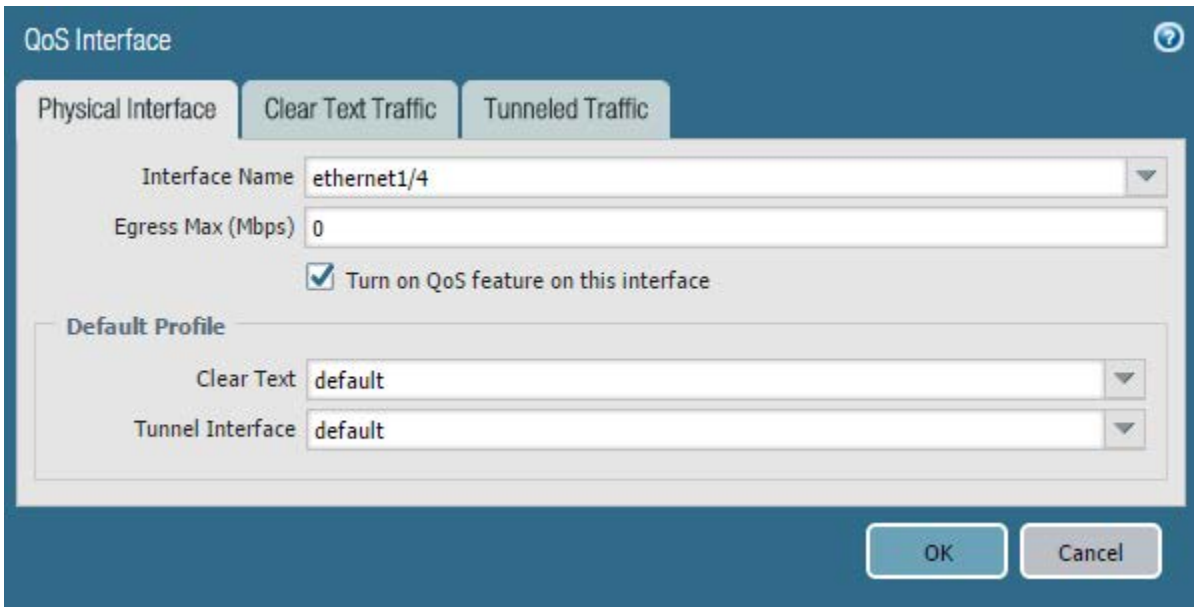 QoS Interface
Physical Interface Clear Text Traffic Tunneled Traffic
Interface Name ethernet1/4
Egress Max (Mbps) 0
Turn on QoS feature on this interface
Default Profile
Clear Text default
Tunnel Interface default
OK Cancel